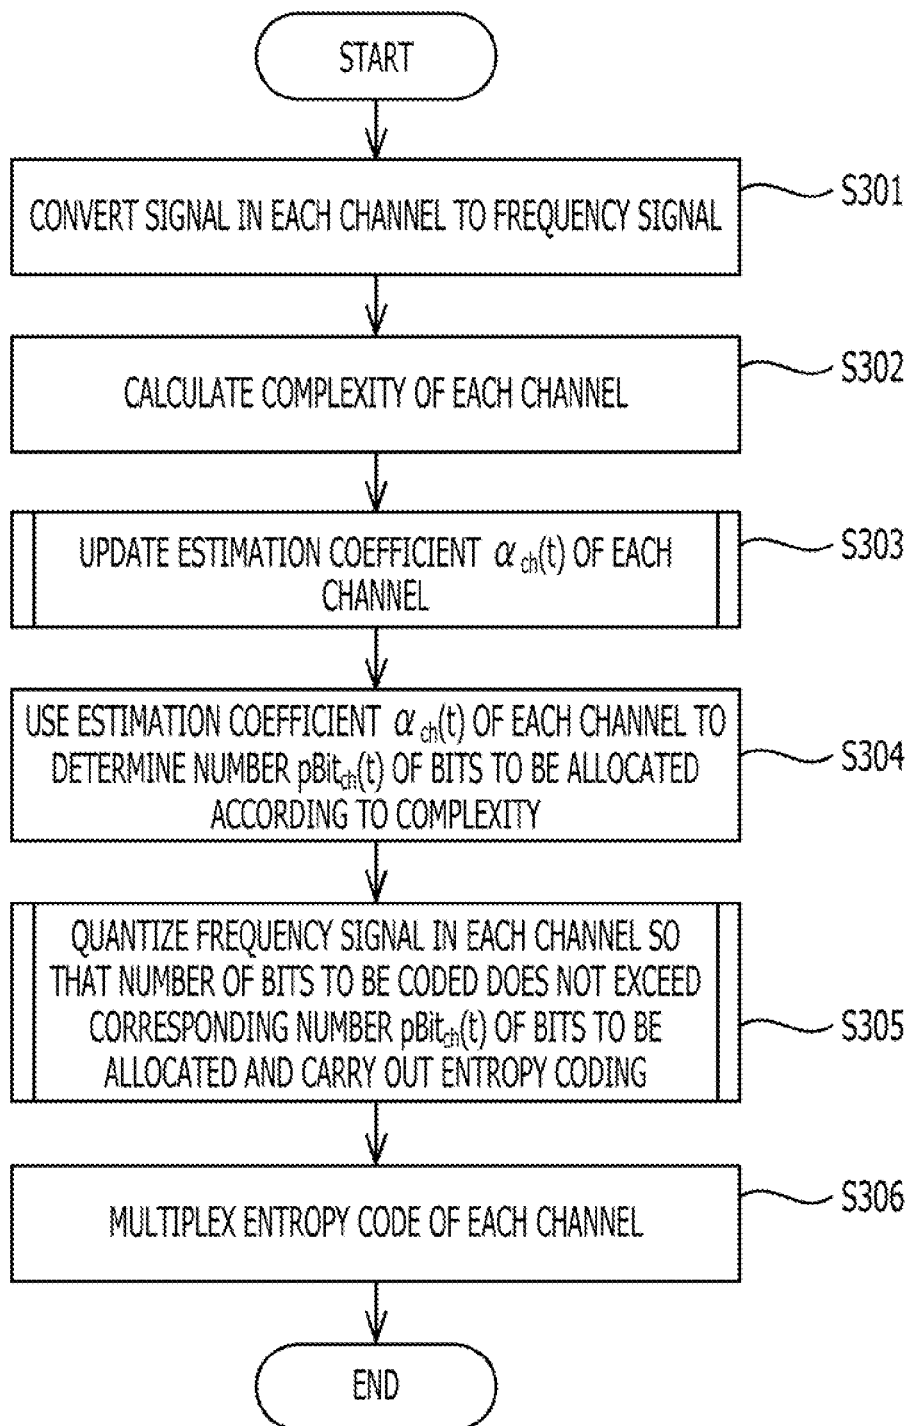 START
CONVERT SIGNAL IN EACH CHANNEL TO FREQUENCY SIGNAL
S301
CALCULATE COMPLEXITY OF EACH CHANNEL
S302
UPDATE ESTIMATION COEFFICIENT αch(t) OF EACH
CHANNEL
S303
USE ESTIMATION COEFFICIENT αch(t) OF EACH CHANNEL TO
DETERMINE NUMBER pBitch(t) OF BITS TO BE ALLOCATED
ACCORDING TO COMPLEXITY
S304
QUANTIZE FREQUENCY SIGNAL IN EACH CHANNEL SO
THAT NUMBER OF BITS TO BE CODED DOES NOT EXCEED
CORRESPONDING NUMBER pBitch(t) OF BITS TO BE
ALLOCATED AND CARRY OUT ENTROPY CODING
S305
MULTIPLEX ENTROPY CODE OF EACH CHANNEL
S306
END